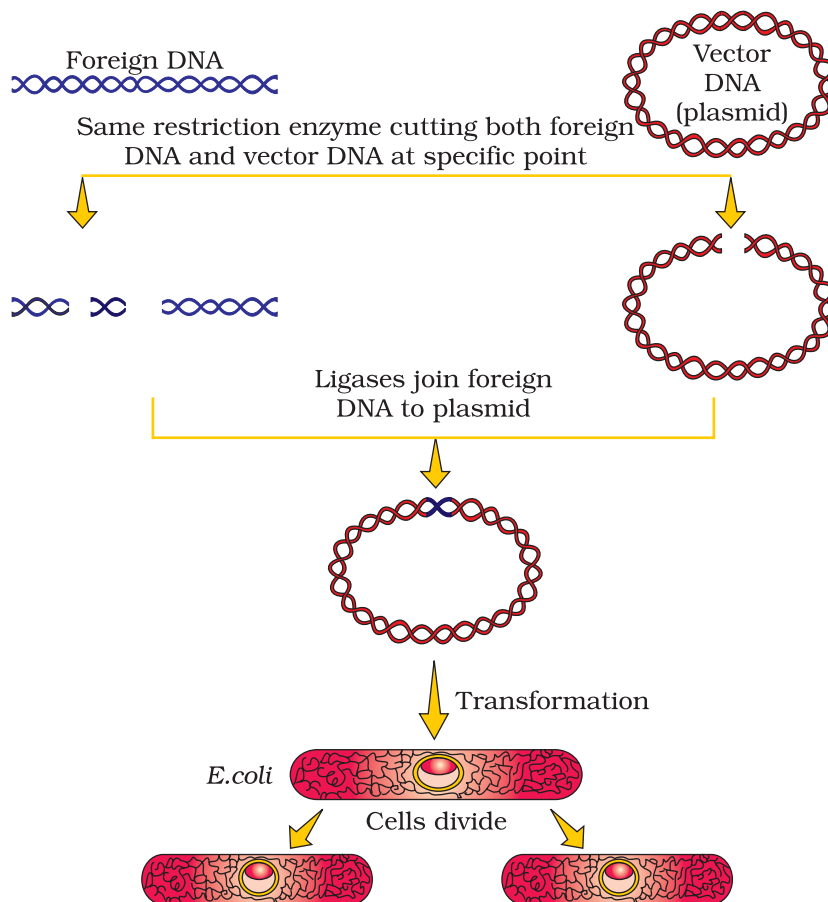 Foreign DNA
Vector
DNA
(plasmid)
Same restriction enzyme cutting both foreign
DNA and vector DNA at specific point
Ligases join foreign
DNA to plasmid
Transformation
E.coli
Cells divide